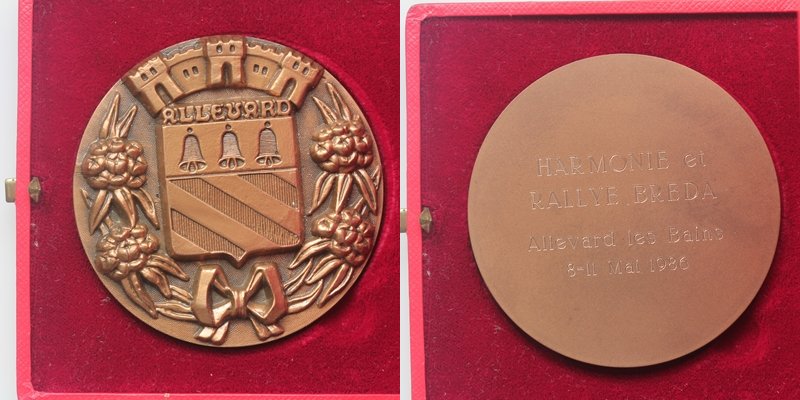 ALLEVARD
HARMONIE et
RALLYE BREDA
Allevard les Bains
8-11 Mai 1986